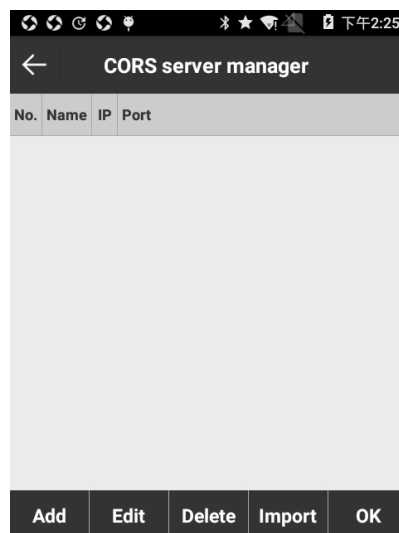 下午2:25
CORS server manager
No. Name IP Port
Add Edit Delete Import OK